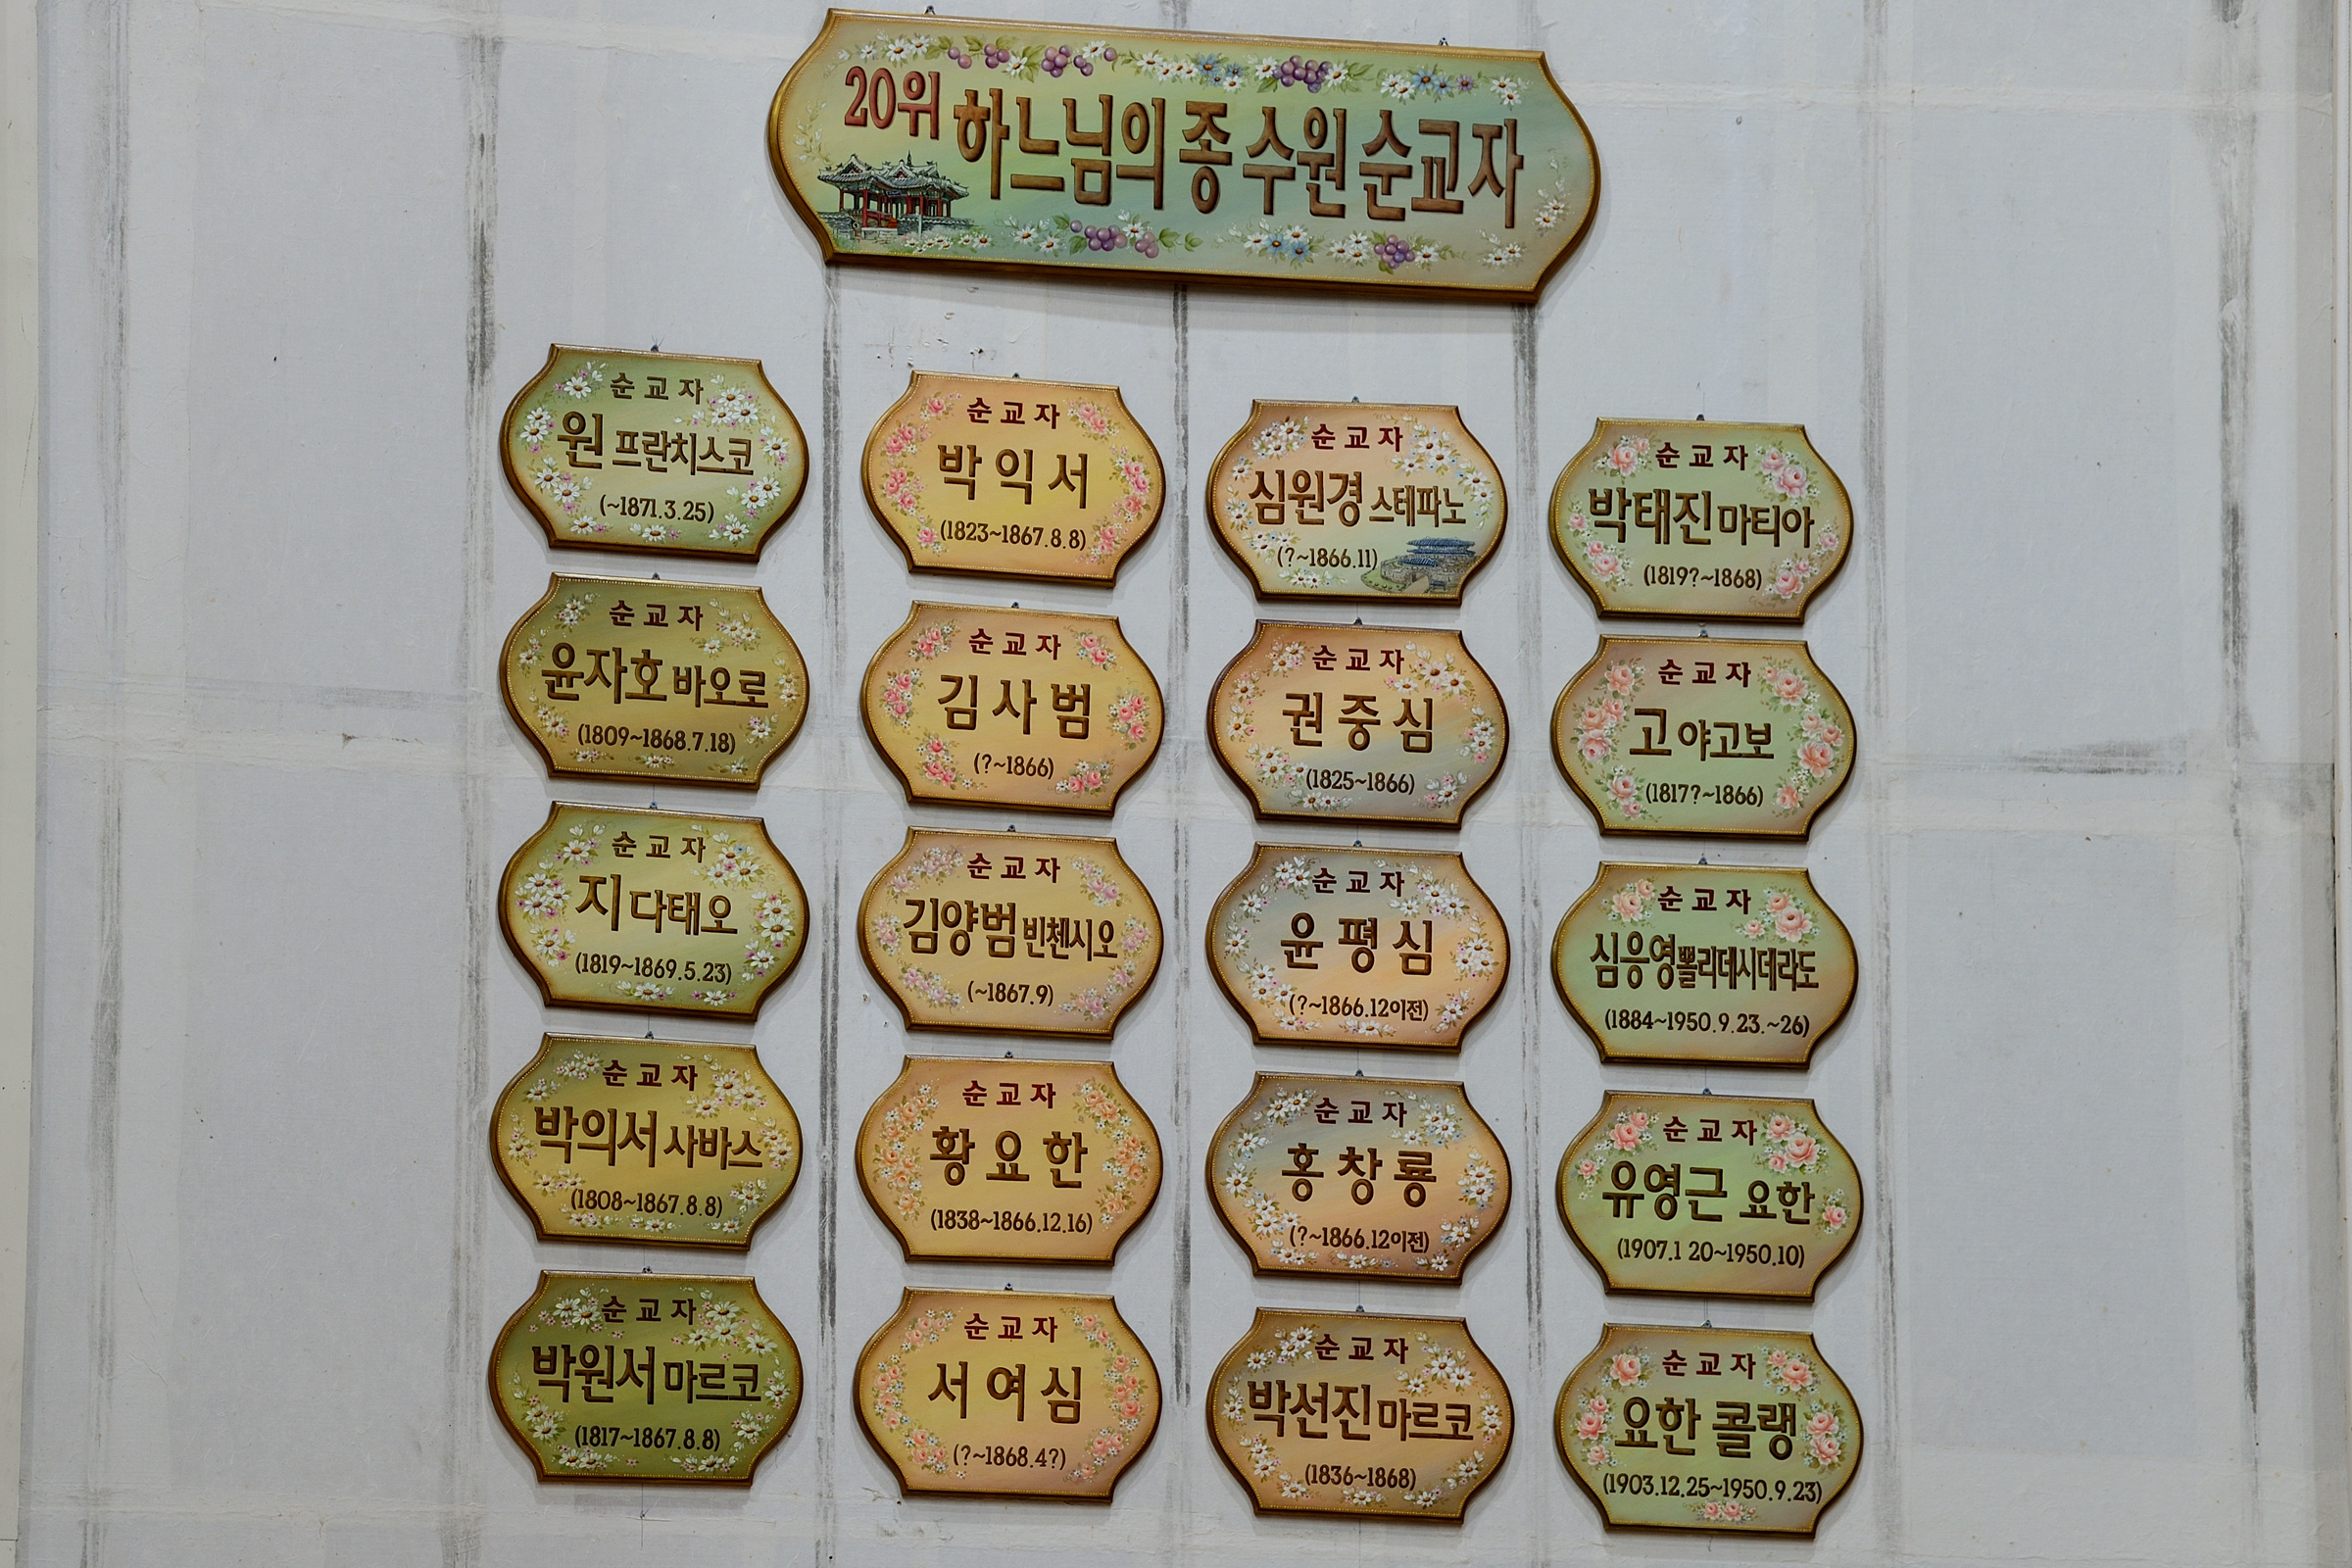 20위 하느님의 종 수원 순교자
순교자
원 프란치스코
(~1871.3.25)
순교자
윤자호 바오로
(1809~1868.7.18)
순교자
지 다태오
(1819~1869.5.23)
순교자
박의서 사바스
(1808~1867.8.8)
순교자
박원서 마르코
(1817~1867.8.8)
순교자
박익서
(1823~1867.8.8)
순교자
김사범
(?~1866)
순교자
김양범 빈첸시오
(~1867.9)
순교자
황요한
(1838~1866.12.16)
순교자
서여심
(?~1868.4?)
순교자
심원경 스테파노
(?~1866.11)
순교자
권중심
(1825~1866)
순교자
윤평심
(?~1866.12이전)
순교자
홍창룡
(?~1866.12이전)
순교자
박선진 마르코
(1836~1868)
순교자
박태진 마티아
(1819?~1868)
순교자
고 야고보
(1817?~1866)
순교자
심응영뽈리데시데라도
(1884~1950.9.23.~26)
순교자
유영근 요한
(1907.1 20~1950.10)
순교자
요한 콜랭
(1903.12.25~1950.9.23)